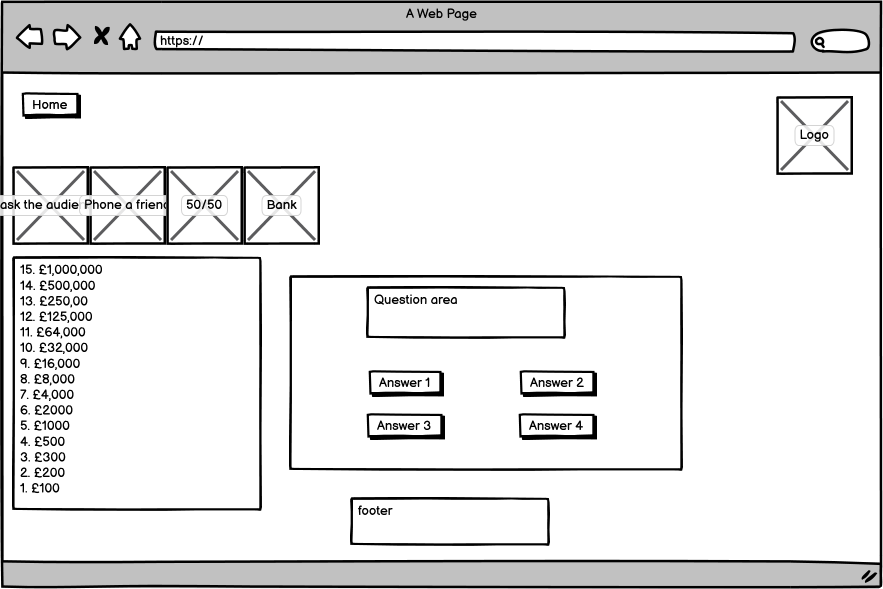 A Web Page
https://
Home
Logo
ask the audie
Phone a friend
50/50
Bank
15. £1,000,000
14. £500,000
13. £250,00
12. £125,000
11. £64,000
10. £32,000
9. £16,000
8. £8,000
7. £4,000
6. £2000
5. £1000
4. £500
3. £300
2. £200
1. £100
Question area
Answer 1
Answer 2
Answer 3
Answer 4
footer